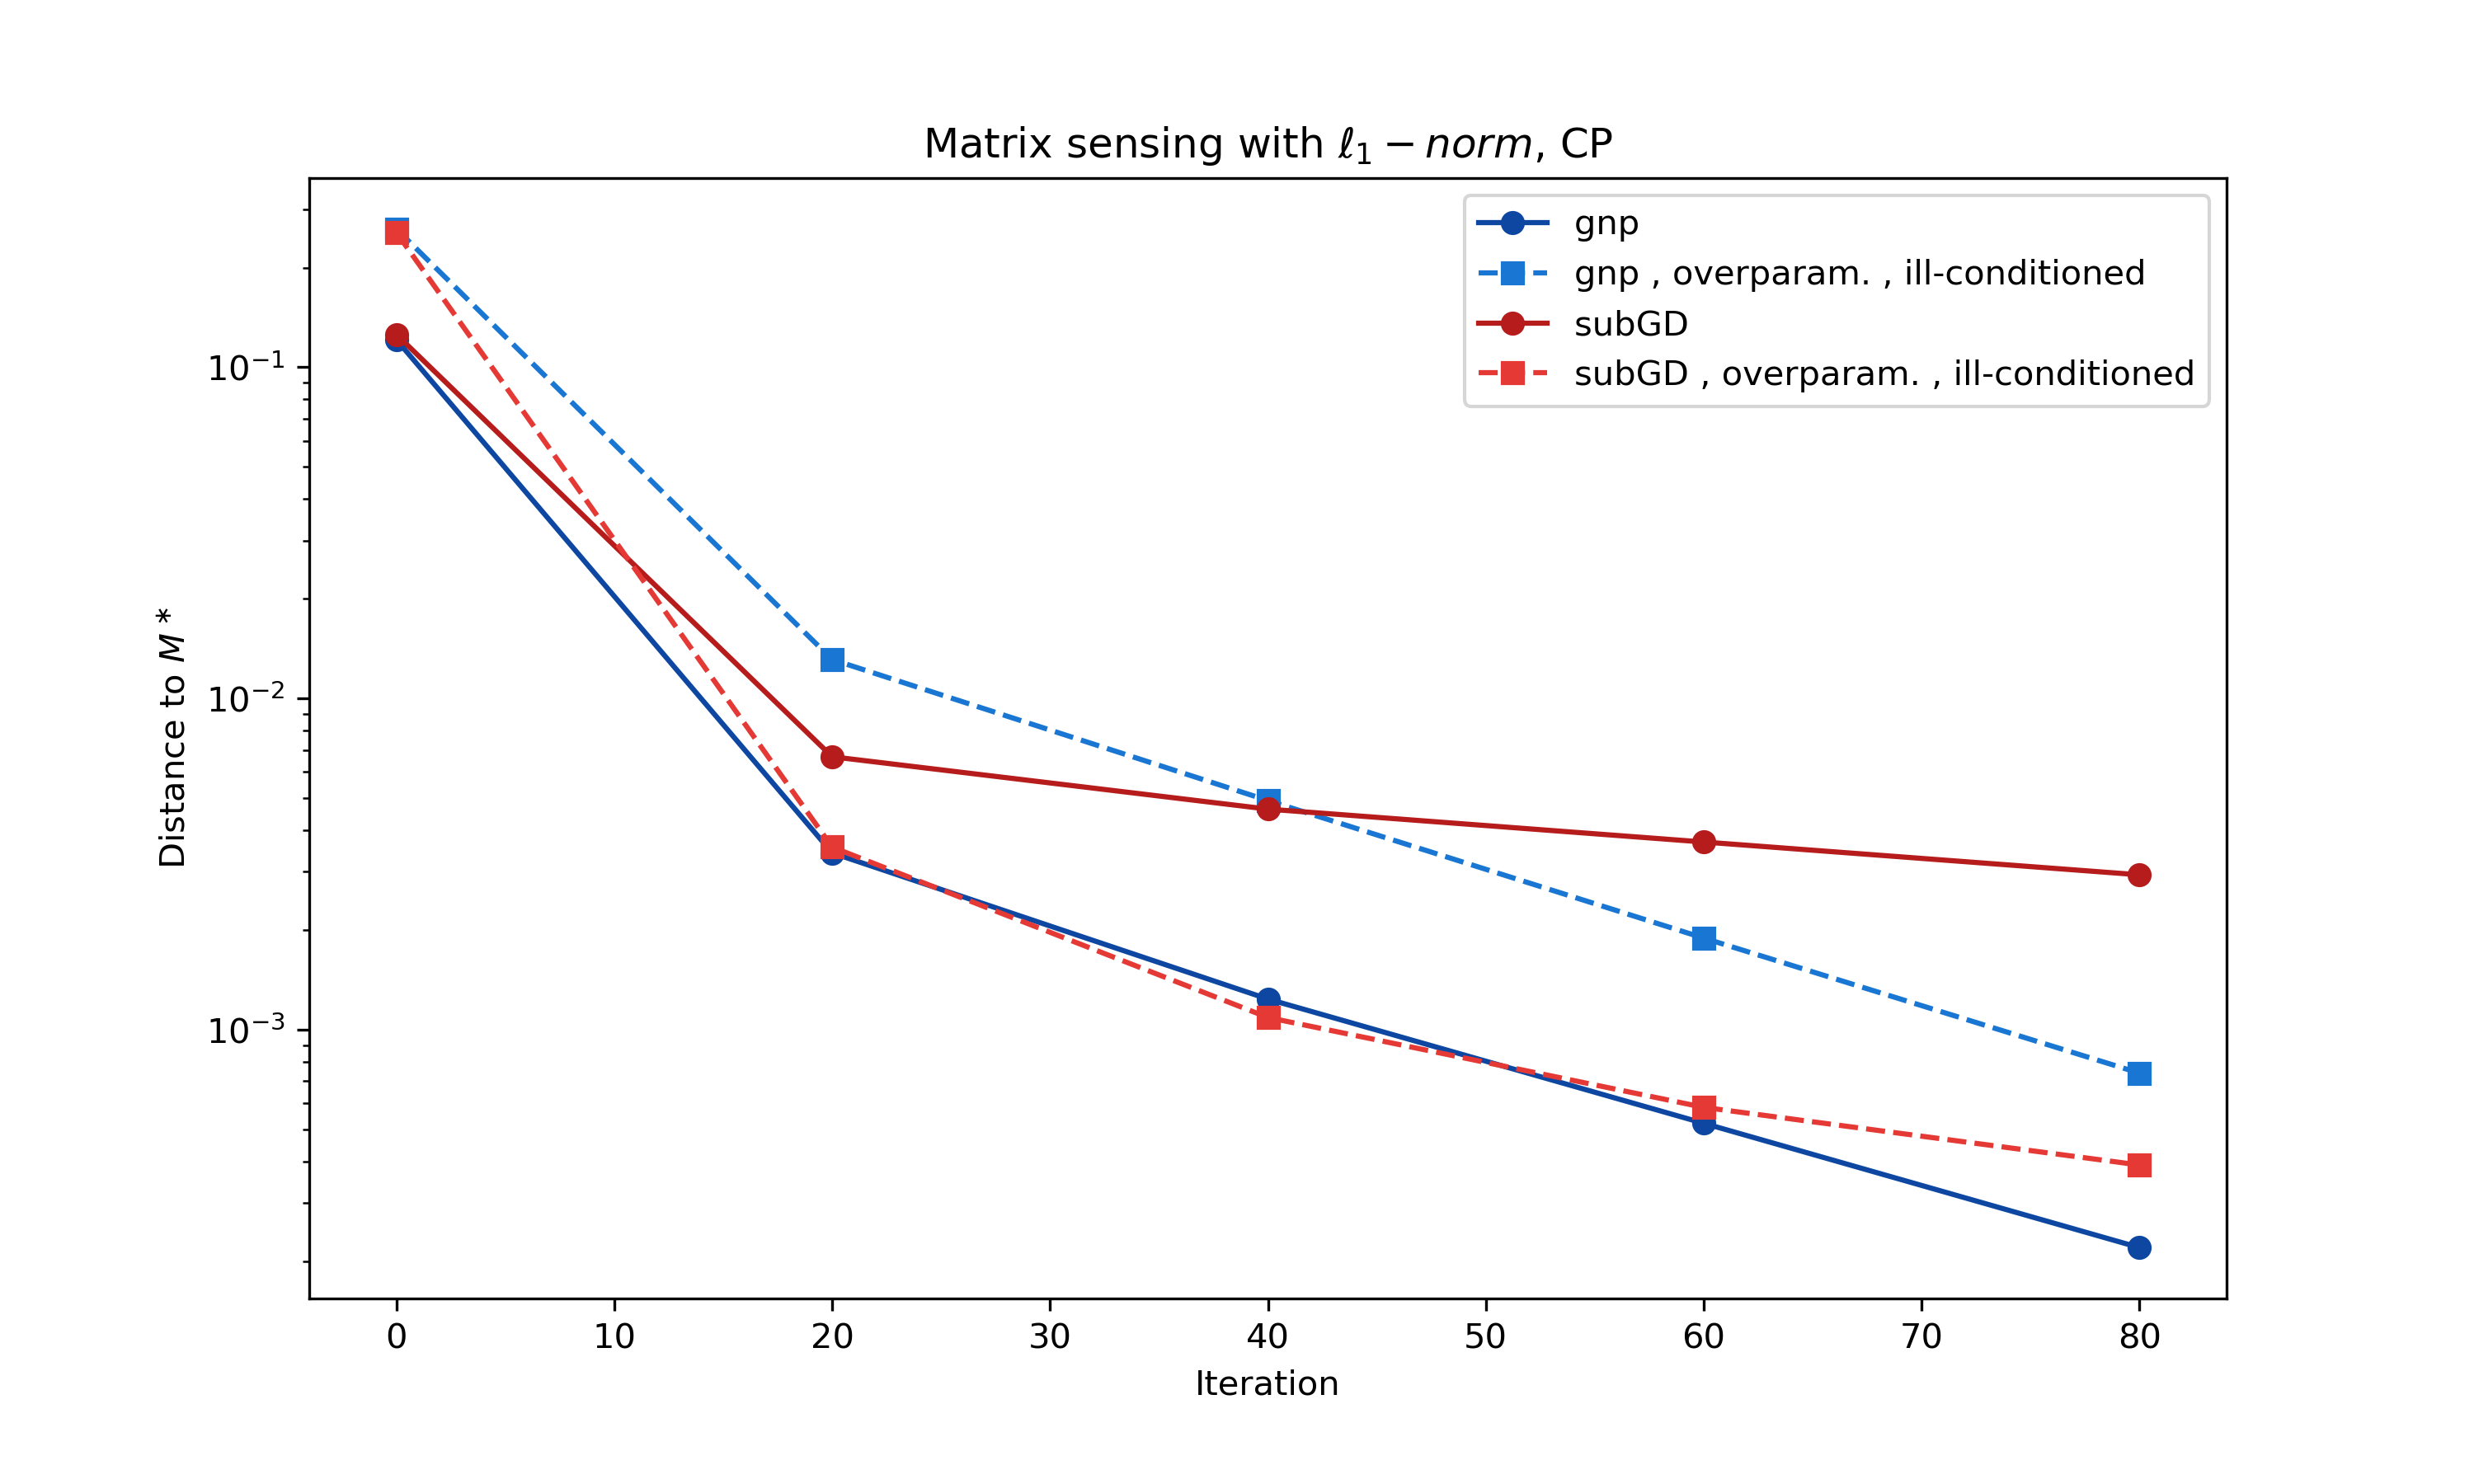 Matrix sensing with ℓ₁ − norm, CP
gnp
gnp , overparam. , ill-conditioned
subGD
subGD , overparam. , ill-conditioned
10⁻¹
10⁻²
10⁻³
Distance to M*
0 10 20 30 40 50 60 70 80
Iteration